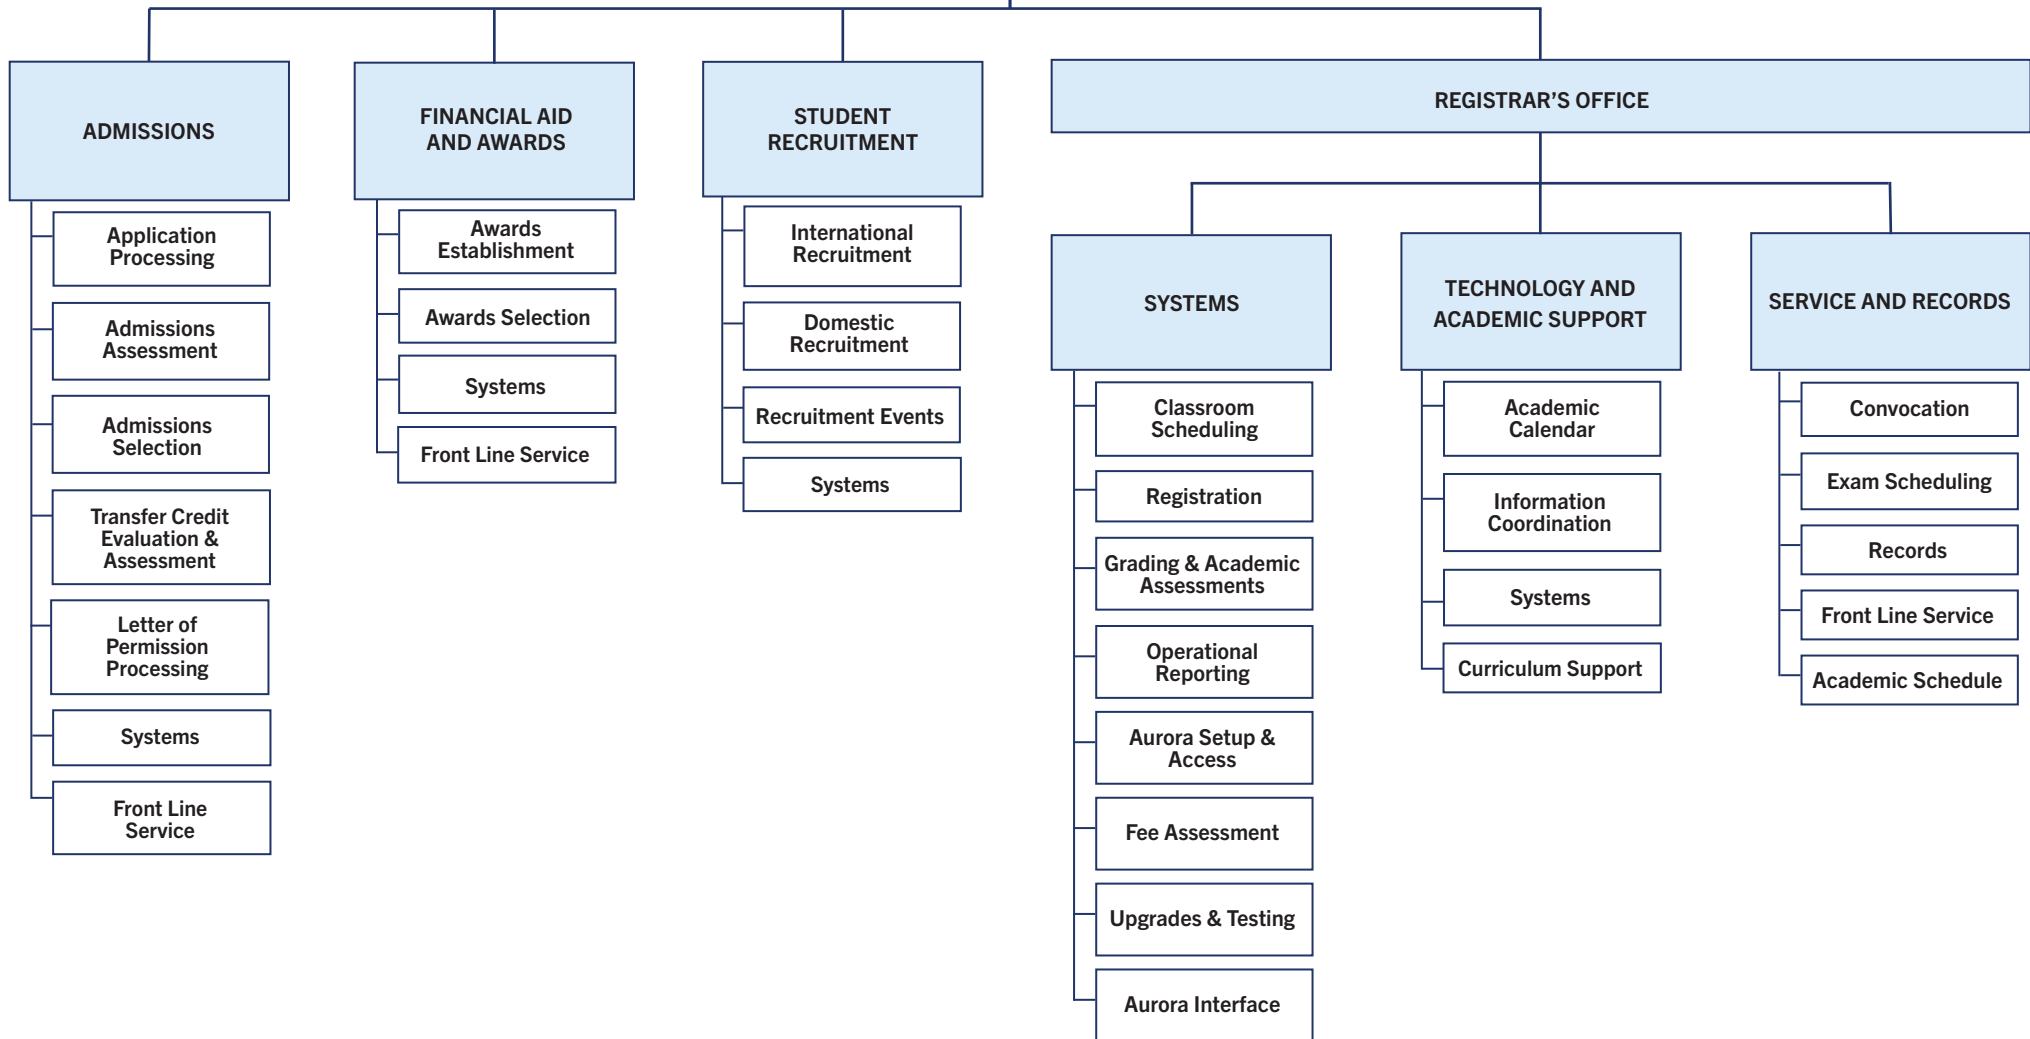 ADMISSIONS
Application
Processing
Admissions
Assessment
Admissions
Selection
Transfer Credit
Evaluation &
Assessment
Letter of
Permission
Processing
Systems
Front Line
Service
FINANCIAL AID
AND AWARDS
Awards
Establishment
Awards Selection
Systems
Front Line Service
STUDENT
RECRUITMENT
International
Recruitment
Domestic
Recruitment
Recruitment Events
Systems
REGISTRAR’S OFFICE
SYSTEMS
Classroom
Scheduling
Registration
Grading & Academic
Assessments
Operational
Reporting
Aurora Setup &
Access
Fee Assessment
Upgrades & Testing
Aurora Interface
TECHNOLOGY AND
ACADEMIC SUPPORT
Academic
Calendar
Information
Coordination
Systems
Curriculum Support
SERVICE AND RECORDS
Convocation
Exam Scheduling
Records
Front Line Service
Academic Schedule